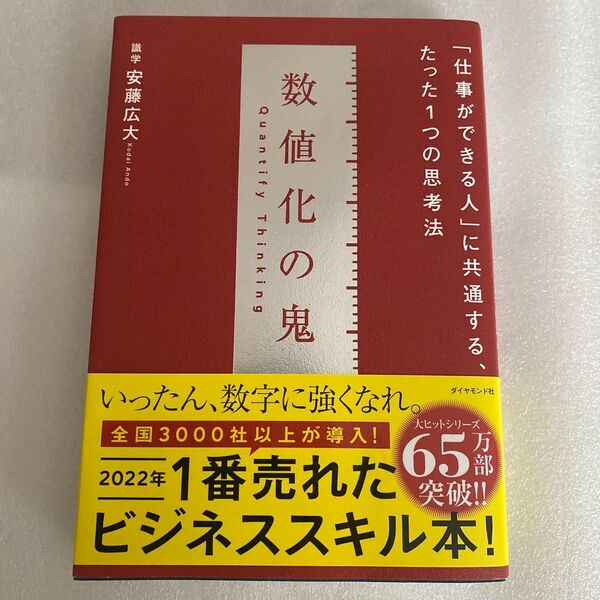 「仕事ができる人」に共通する、
たった1つの思考法
数値化の鬼
Quantify Thinking
識学 安藤広大
Kodai Ando
ダイヤモンド社
いったん、数字に強くなれ。
全国3000社以上が導入!
2022年
1番売れた
ビジネススキル本!
大ヒットシリーズ
65万部
突破!!